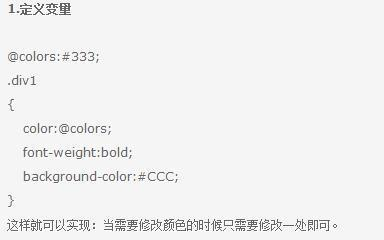 1.定义变量
@colors:#333;
.div1
{
    color:@colors;
    font-weight:bold;
    background-color:#CCC;
}
这样就可以实现：当需要修改颜色的时候只需要修改一处即可。